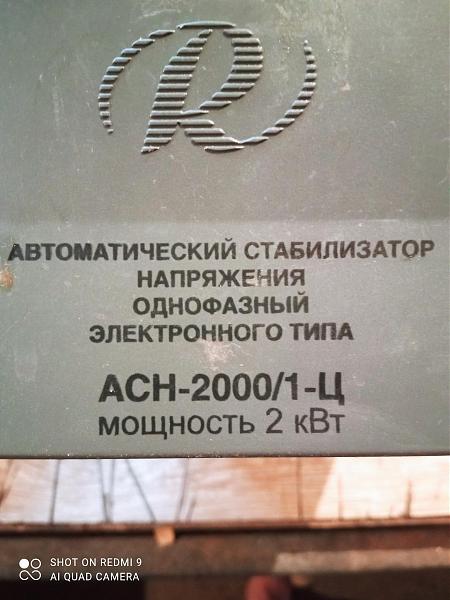 R
АВТОМАТИЧЕСКИЙ СТАБИЛИЗАТОР
НАПРЯЖЕНИЯ
ОДНОФАЗНЫЙ
ЭЛЕКТРОННОГО ТИПА
АСН-2000/1-Ц
МОЩНОСТЬ 2 кВт
SHOT ON REDMI 9
AI QUAD CAMERA